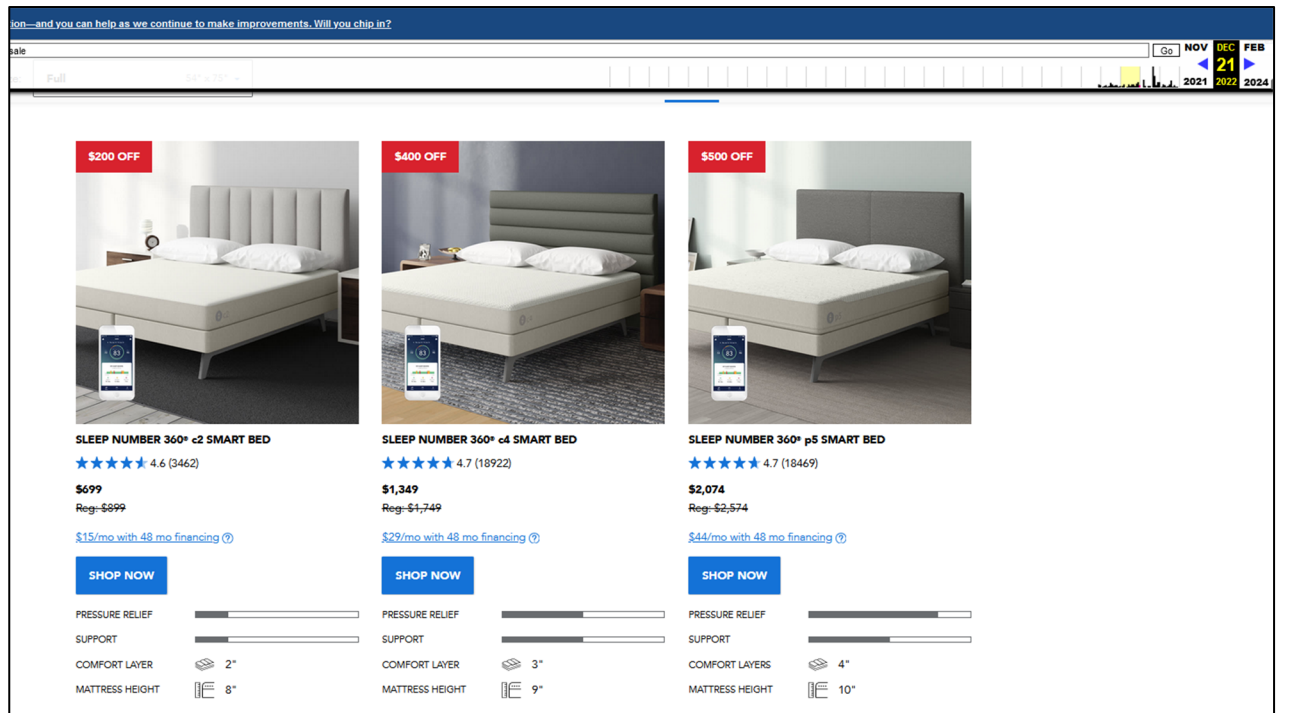 ion—and you can help as we continue to make improvements. Will you chip in?
sale
Go
NOV DEC FEB
21
2021 2022 2024
Full
$200 OFF
$400 OFF
$500 OFF
83
83
83
SLEEP NUMBER 360® c2 SMART BED
SLEEP NUMBER 360® c4 SMART BED
SLEEP NUMBER 360® p5 SMART BED
4.6 (3462)
4.7 (18922)
4.7 (18469)
$699
$1,349
$2,074
Reg: $899
Reg: $1,749
Reg: $2,574
$15/mo with 48 mo financing ?
$29/mo with 48 mo financing ?
$44/mo with 48 mo financing ?
SHOP NOW
SHOP NOW
SHOP NOW
PRESSURE RELIEF
PRESSURE RELIEF
PRESSURE RELIEF
SUPPORT
SUPPORT
SUPPORT
COMFORT LAYER 2"
COMFORT LAYER 3"
COMFORT LAYERS 4"
MATTRESS HEIGHT 8"
MATTRESS HEIGHT 9"
MATTRESS HEIGHT 10"